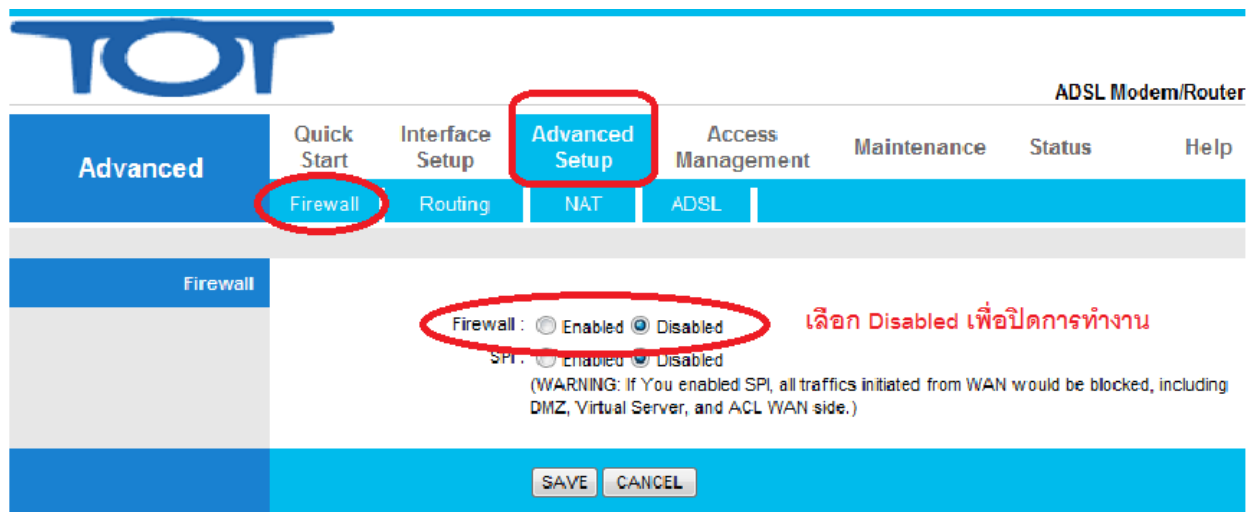 TOT
ADSL Modem/Router
Advanced
Quick Start
Interface Setup
Advanced Setup
Access Management
Maintenance
Status
Help
Firewall
Routing
NAT
ADSL
Firewall
Firewall : Enabled Disabled
เลือก Disabled เพื่อปิดการทำงาน
SPI : Enabled Disabled
(WARNING: If You enabled SPI, all traffics initiated from WAN would be blocked, including
DMZ, Virtual Server, and ACL WAN side.)
SAVE
CANCEL